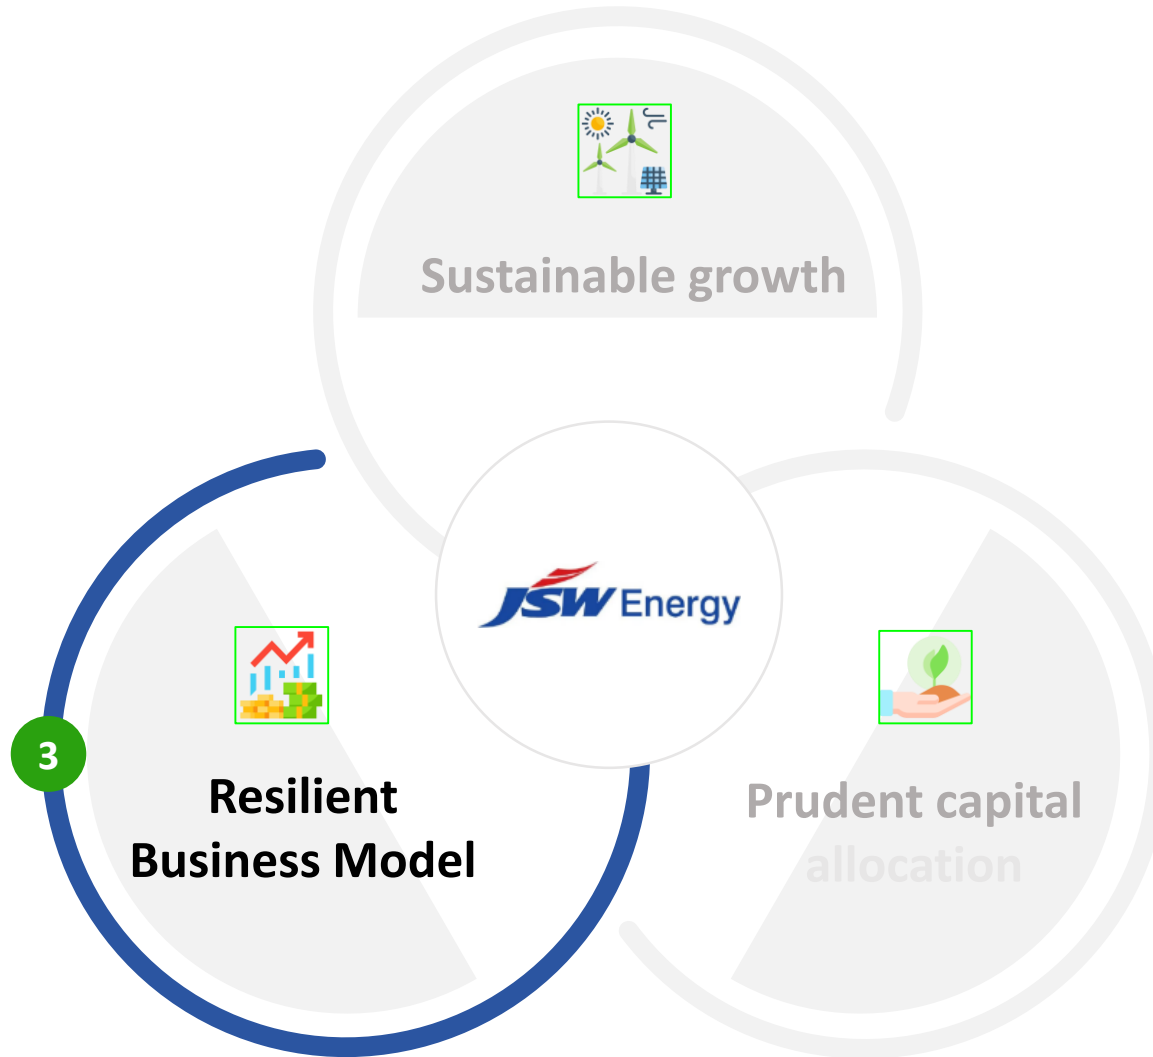 Sustainable growth
JSW Energy
3
Resilient
Business Model
Prudent capital
allocation